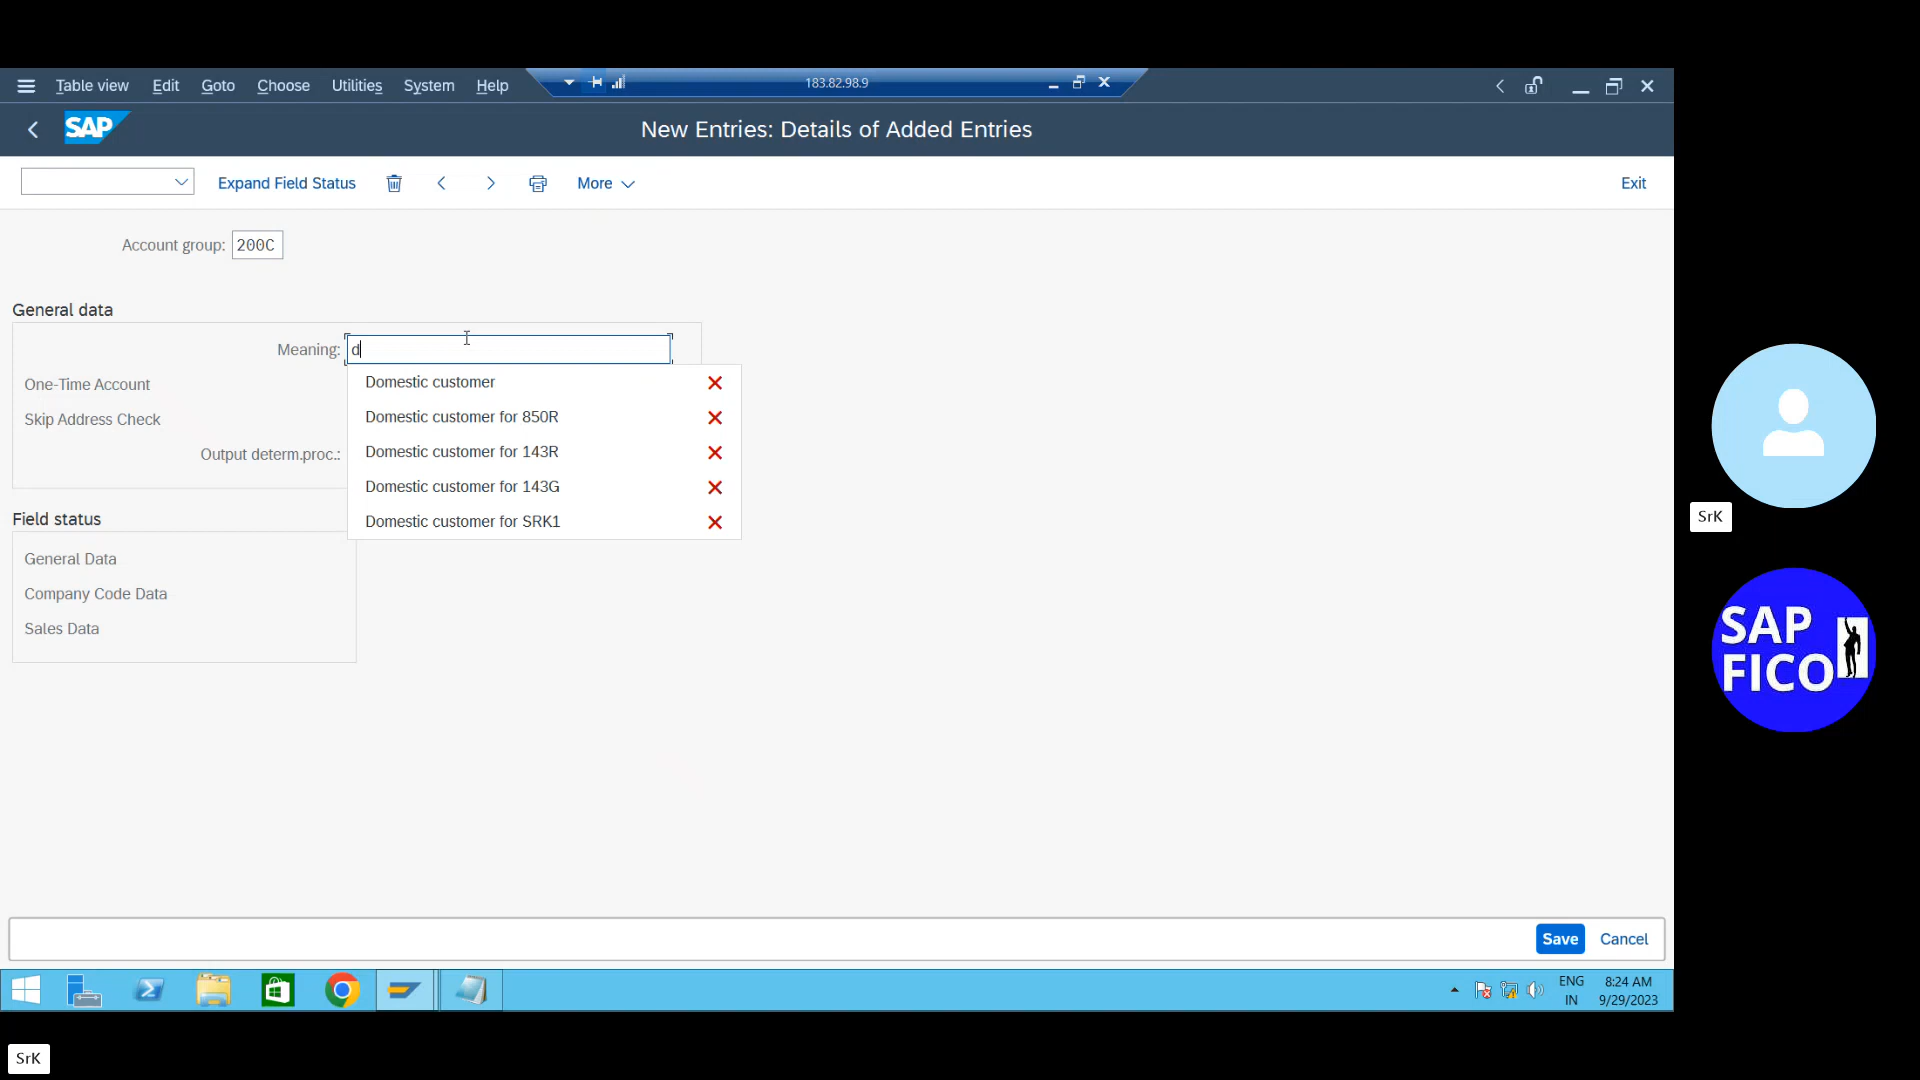 Table view Edit Goto Choose Utilities System Help 183.82.98.9
SAP New Entries: Details of Added Entries
Expand Field Status More Exit
Account group: 200C
General data
Meaning: d
Domestic customer
One-Time Account
Domestic customer for 850R
Skip Address Check
Domestic customer for 143R
Output determ.proc.:
Domestic customer for 143G
Field status
Domestic customer for SRK1
General Data
Company Code Data
Sales Data
Save Cancel
ENG 8:24 AM
IN 9/29/2023
SrK
SAP
FICO
SrK